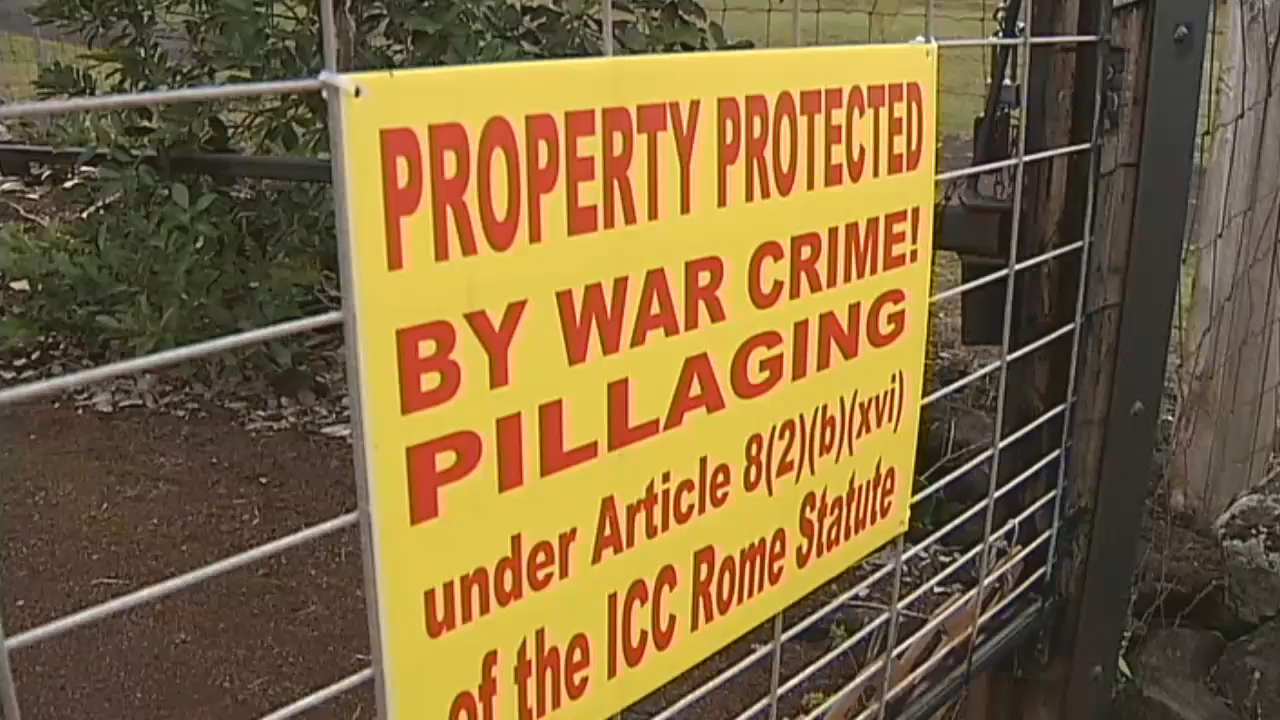 PROPERTY PROTECTED
BY WAR CRIME!
PILLAGING
under Article 8(2)(b)(xvi)
of the ICC Rome Statute